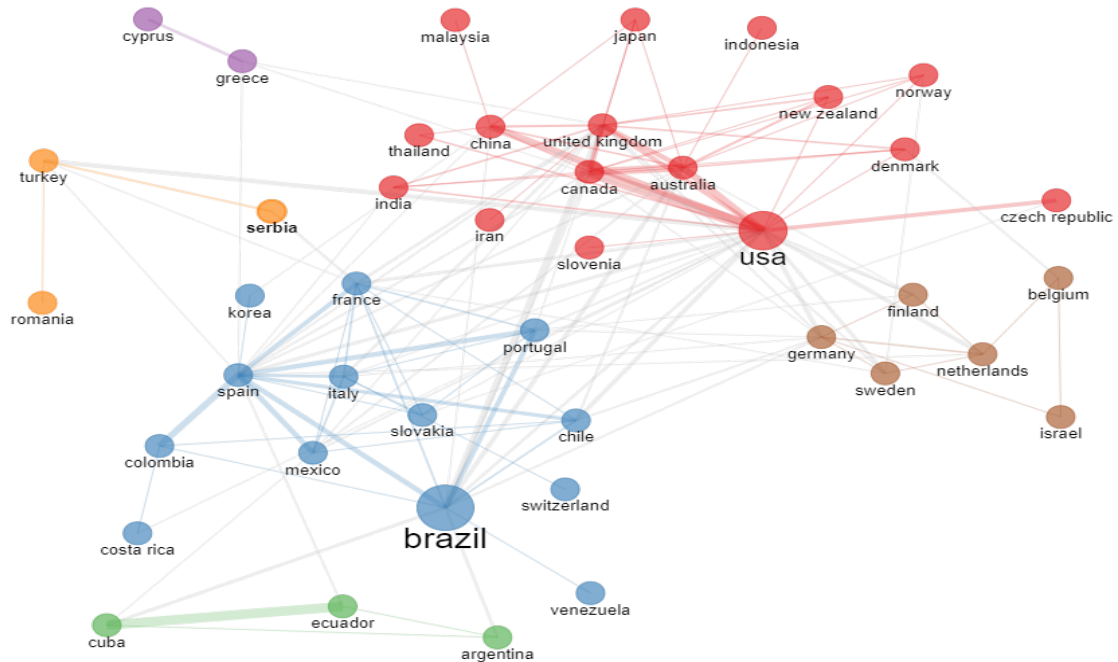 cyprus
malaysia
japan
indonesia
greece
norway
new zealand
thailand
china
united kingdom
denmark
turkey
canada
australia
india
czech republic
serbia
iran
slovenia
usa
romania
korea
france
finland
belgium
portugal
germany
netherlands
spain
italy
sweden
slovakia
chile
israel
colombia
mexico
switzerland
brazil
costa rica
venezuela
ecuador
cuba
argentina